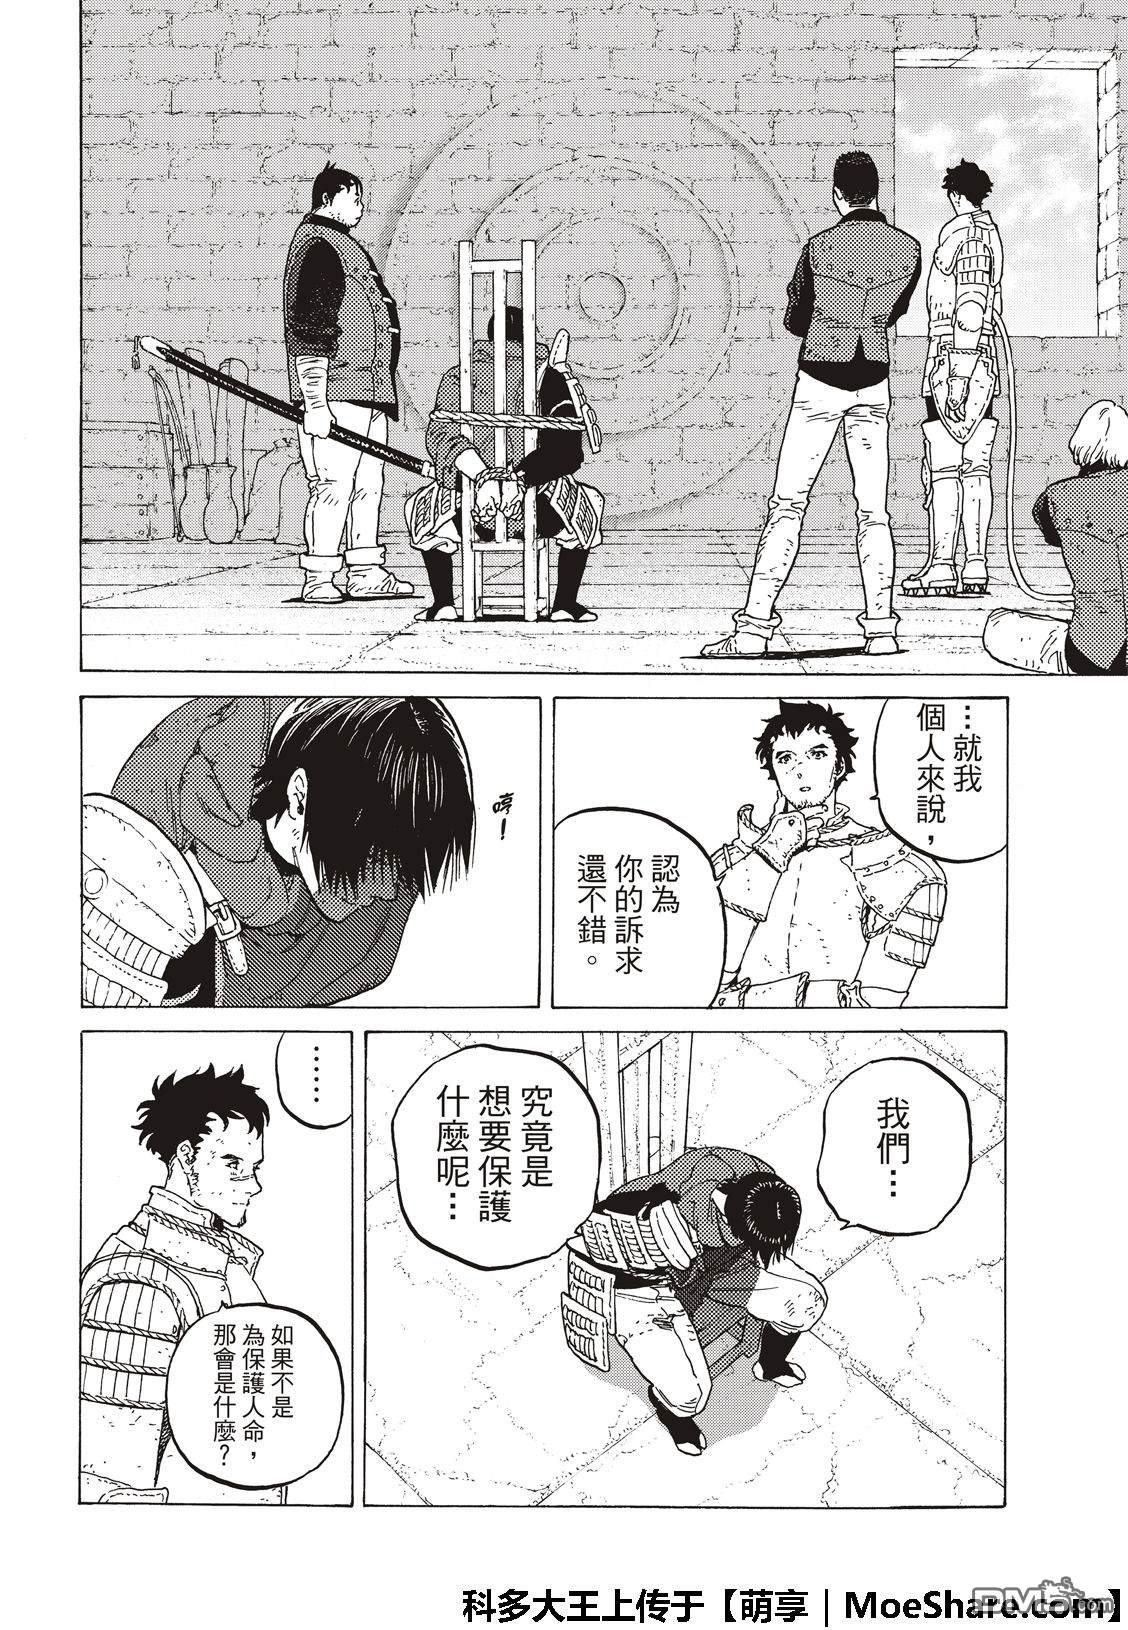 …就我
個人來說，
認為
你的訴求
還不錯。
哼！
我們…
究竟是
想要保護
什麼呢…
……
如果不是
為保護人命，
那會是什麼？
科多大王上传于【萌享｜MoeShare.com】